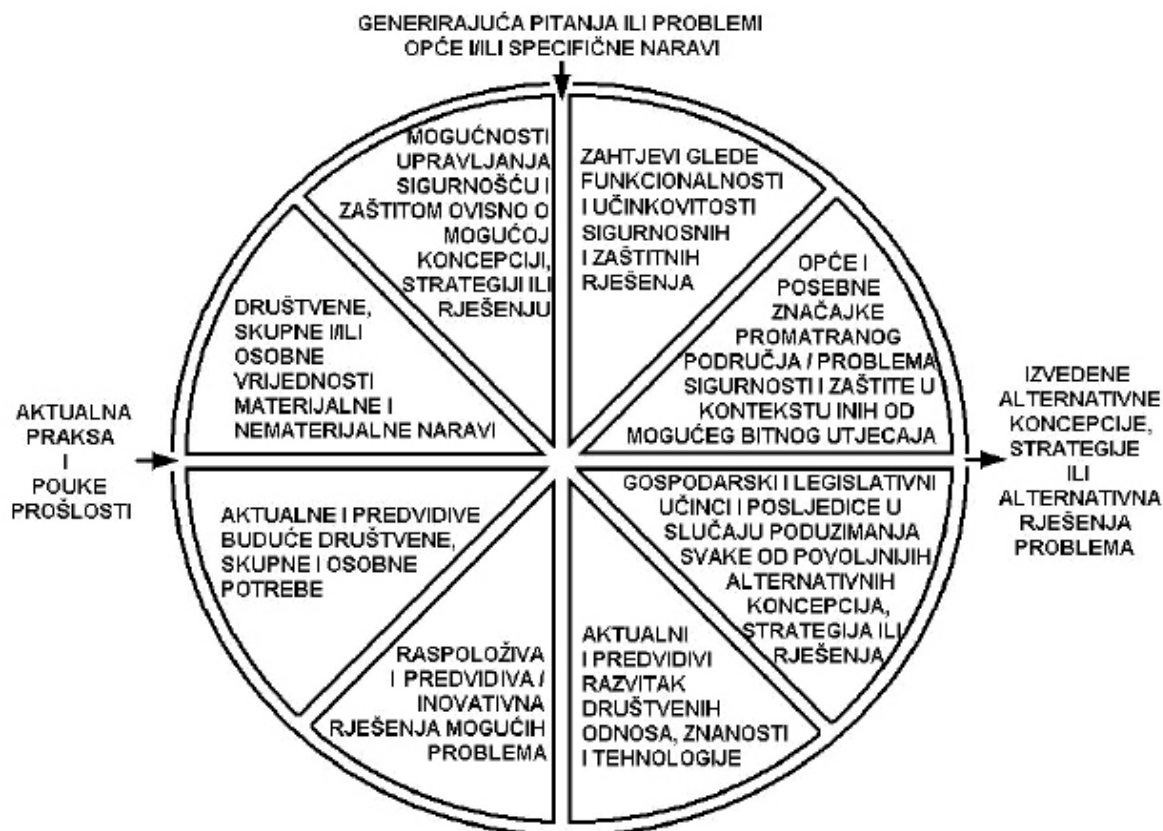 GENERIRAJUĆA PITANJA ILI PROBLEMI
OPĆE I/ILI SPECIFIČNE NARAVI
MOGUĆNOSTI
UPRAVLJANJA
SIGURNOŠĆU I
ZAŠTITOM OVISNO O
MOGUĆOJ
KONCEPCIJI,
STRATEGIJI ILI
RJEŠENJU
ZAHTJEVI GLEDE
FUNKCIONALNOSTI
I UČINKOVITOSTI
SIGURNOSNIH
I ZAŠTITNIH
RJEŠENJA
DRUŠTVENE,
SKUPNE I/ILI
OSOBNE
VRIJEDNOSTI
MATERIJALNE I
NEMATERIJALNE NARAVI
OPĆE I
POSEBNE
ZNAČAJKE
PROMATRANOG
PODRUČJA / PROBLEMA
SIGURNOSTI I ZAŠTITE U
KONTEKSTU INIH OD
MOGUĆEG BITNOG UTJECAJA
AKTUALNA
PRAKSA
I
POUKE
PROŠLOSTI
IZVEDENE
ALTERNATIVNE
KONCEPCIJE,
STRATEGIJE
ILI
ALTERNATIVNA
RJEŠENJA
PROBLEMA
AKTUALNE I PREDVIDIVE
BUDUĆE DRUŠTVENE,
SKUPNE I OSOBNE
POTREBE
GOSPODARSKI I LEGISLATIVNI
UČINCI I POSLJEDICE U
SLUČAJU PODUZIMANJA
SVAKE OD POVOLJNIJIH
ALTERNATIVNIH
KONCEPCIJA,
STRATEGIJA ILI
RJEŠENJA
RASPOLOŽIVA
I PREDVIDIVA /
INOVATIVNA
RJEŠENJA MOGUĆIH
PROBLEMA
AKTUALNI
I PREDVIDIVI
RAZVITAK
DRUŠTVENIH
ODNOSA, ZNANOSTI
I TEHNOLOGIJE